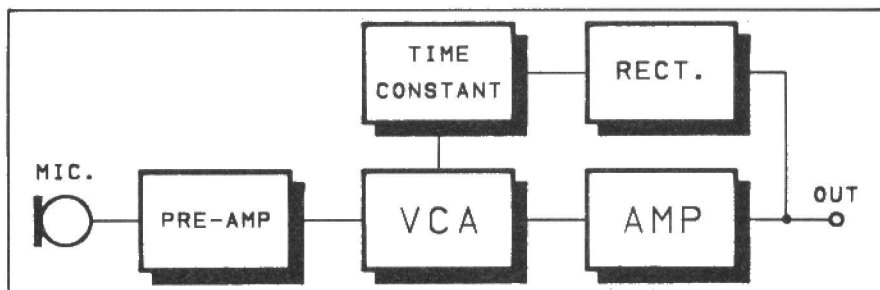 TIME
CONSTANT
RECT.
MIC.
PRE-AMP
VCA
AMP
OUT